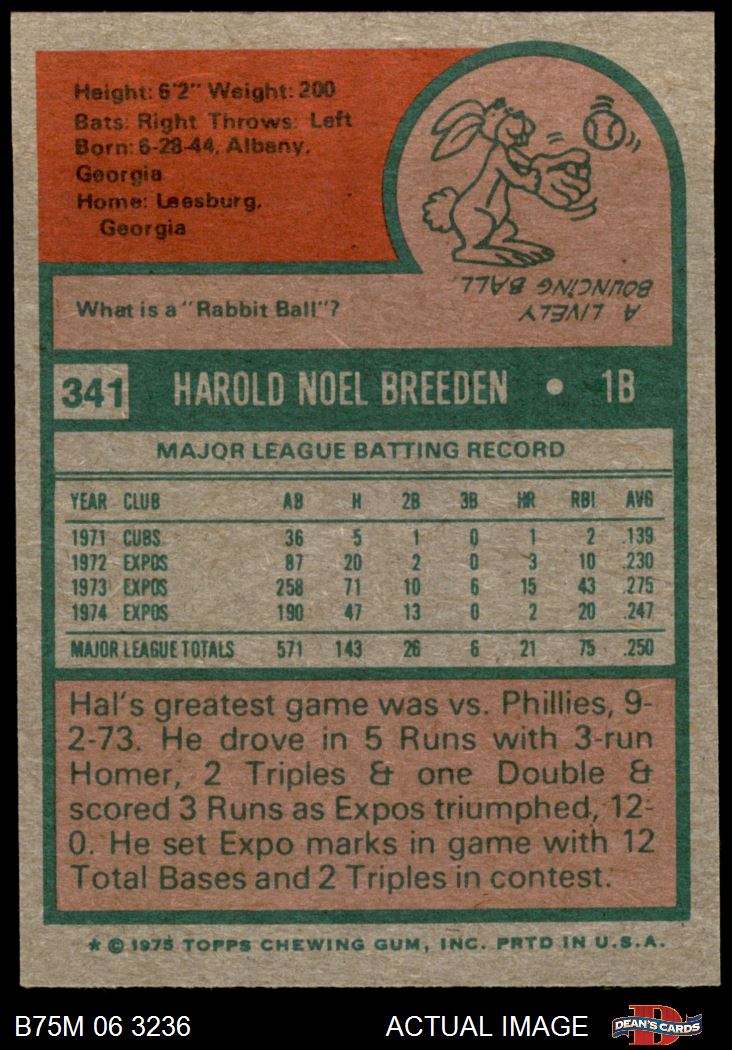 Height: 6'2" Weight: 200
Bats: Right Throws: Left
Born: 6-28-44, Albany,
Georgia
Home: Leesburg,
Georgia
What is a "Rabbit Ball"?
A LIVELY
BOUNCING BALL.
341 HAROLD NOEL BREEDEN • 1B
MAJOR LEAGUE BATTING RECORD
YEAR CLUB AB H 2B 3B HR RBI AVG
1971 CUBS 36 5 1 0 1 2 .139
1972 EXPOS 87 20 2 0 3 10 .230
1973 EXPOS 258 71 10 6 15 43 .275
1974 EXPOS 190 47 13 0 2 20 .247
MAJOR LEAGUE TOTALS 571 143 26 6 21 75 .250
Hal's greatest game was vs. Phillies, 9-
2-73. He drove in 5 Runs with 3-run
Homer, 2 Triples & one Double &
scored 3 Runs as Expos triumphed, 12-
0. He set Expo marks in game with 12
Total Bases and 2 Triples in contest.
* © 1975 TOPPS CHEWING GUM, INC. PRTD IN U.S.A.
B75M 06 3236 ACTUAL IMAGE D DEAN'S CARDS